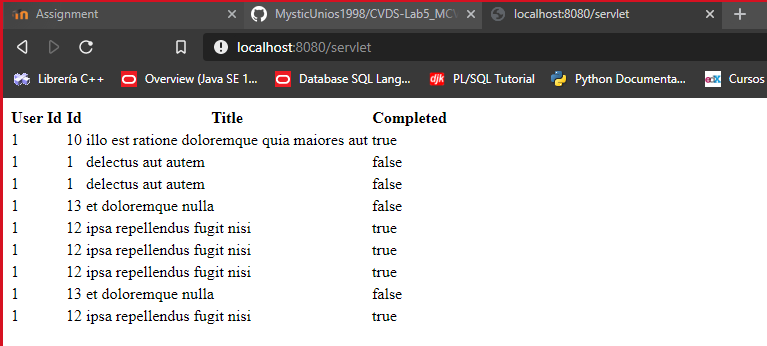 Assignment
MysticUnios1998/CVDS-Lab5_MCV
localhost:8080/servlet
localhost:8080/servlet
Librería C++
Overview (Java SE 1...
Database SQL Lang...
djk PL/SQL Tutorial
Python Documenta...
edX Cursos
User Id Id Title Completed
1 10 illo est ratione doloremque quia maiores aut true
1 1 delectus aut autem false
1 1 delectus aut autem false
1 13 et doloremque nulla false
1 12 ipsa repellendus fugit nisi true
1 12 ipsa repellendus fugit nisi true
1 12 ipsa repellendus fugit nisi true
1 13 et doloremque nulla false
1 12 ipsa repellendus fugit nisi true